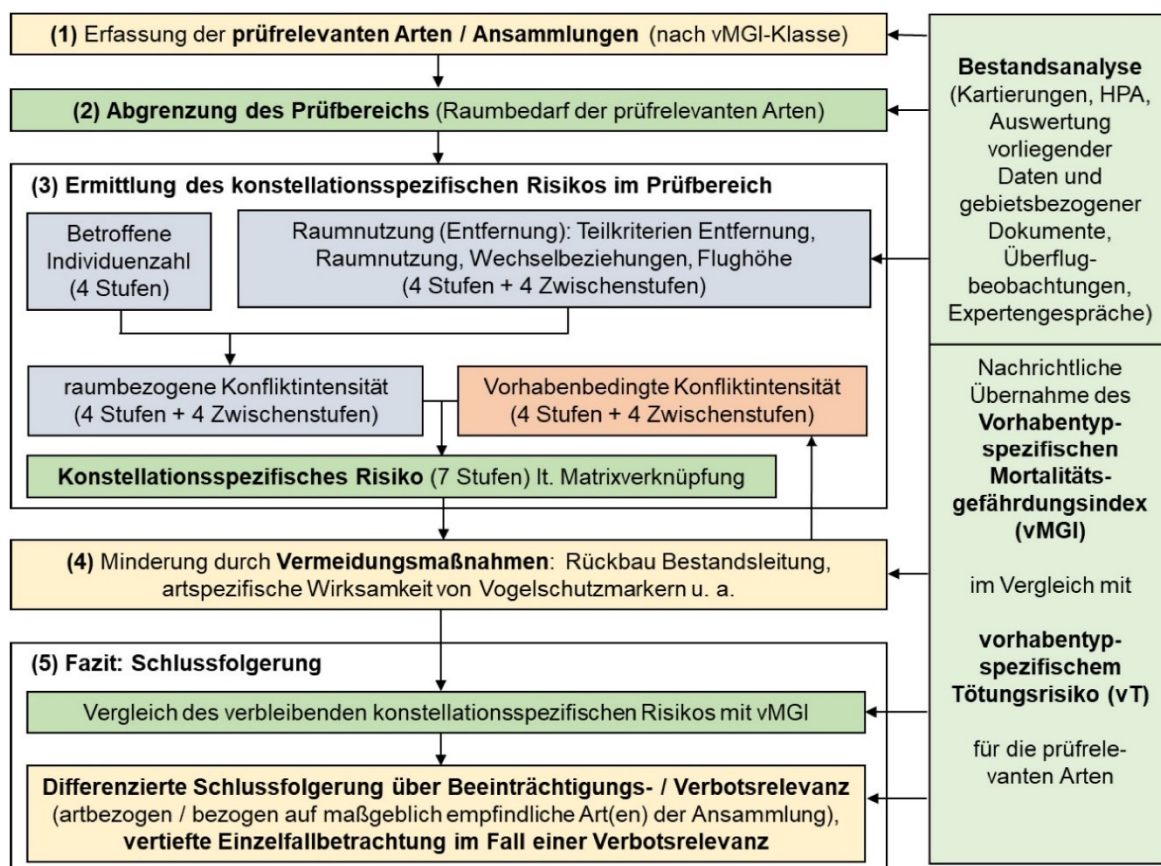 (1) Erfassung der prüfrelevanten Arten / Ansammlungen (nach vMGI-Klasse)
(2) Abgrenzung des Prüfbereichs (Raumbedarf der prüfrelevanten Arten)
(3) Ermittlung des konstellationsspezifischen Risikos im Prüfbereich
Betroffene
Individuenzahl
(4 Stufen)
Raumnutzung (Entfernung): Teilkriterien Entfernung,
Raumnutzung, Wechselbeziehungen, Flughöhe
(4 Stufen + 4 Zwischenstufen)
raumbezogene Konfliktintensität
(4 Stufen + 4 Zwischenstufen)
Vorhabenbedingte Konfliktintensität
(4 Stufen + 4 Zwischenstufen)
Konstellationsspezifisches Risiko (7 Stufen) lt. Matrixverknüpfung
(4) Minderung durch Vermeidungsmaßnahmen: Rückbau Bestandsleitung,
artspezifische Wirksamkeit von Vogelschutzmarkern u. a.
(5) Fazit: Schlussfolgerung
Vergleich des verbleibenden konstellationsspezifischen Risikos mit vMGI
Differenzierte Schlussfolgerung über Beeinträchtigungs- / Verbotsrelevanz
(artbezogen / bezogen auf maßgeblich empfindliche Art(en) der Ansammlung),
vertiefte Einzelfallbetrachtung im Fall einer Verbotsrelevanz
Bestandsanalyse
(Kartierungen, HPA,
Auswertung
vorliegender
Daten und
gebietsbezogener
Dokumente,
Überflug-
beobachtungen,
Expertengespräche)
Nachrichtliche
Übernahme des
Vorhabentyp-
spezifischen
Mortalitäts-
gefährdungsindex
(vMGI)
im Vergleich mit
vorhabentyp-
spezifischem
Tötungsrisiko (vT)
für die prüfrele-
vanten Arten